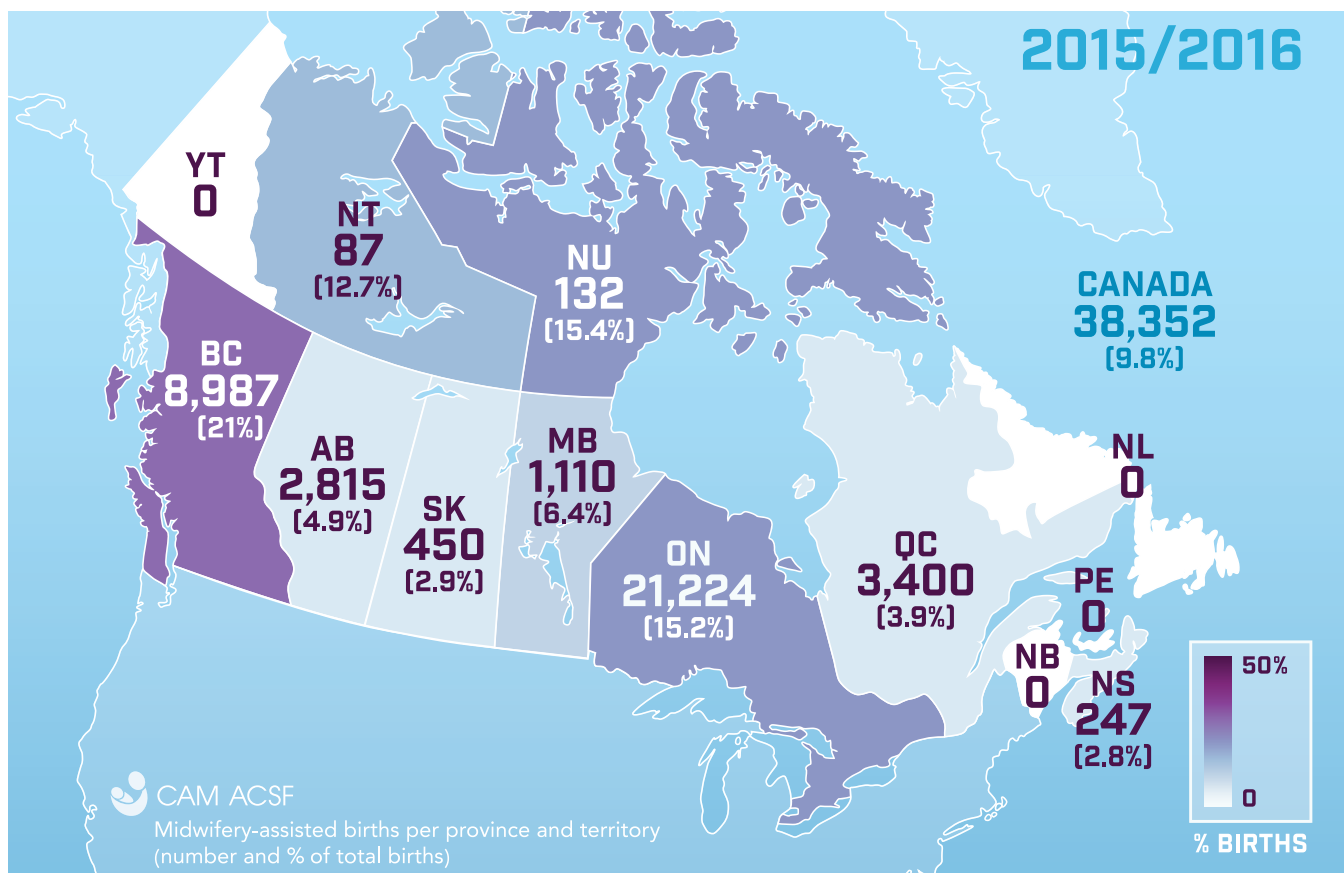 2015/2016
YT
0
NT
87
[12.7%]
NU
132
[15.4%]
CANADA
38,352
[9.8%]
BC
8,987
[21%]
AB
2,815
[4.9%]
SK
450
[2.9%]
MB
1,110
[6.4%]
ON
21,224
[15.2%]
QC
3,400
[3.9%]
NL
0
PE
0
NB
0
NS
247
[2.8%]
50%
0
% BIRTHS
CAM ACSF
Midwifery-assisted births per province and territory
(number and % of total births)